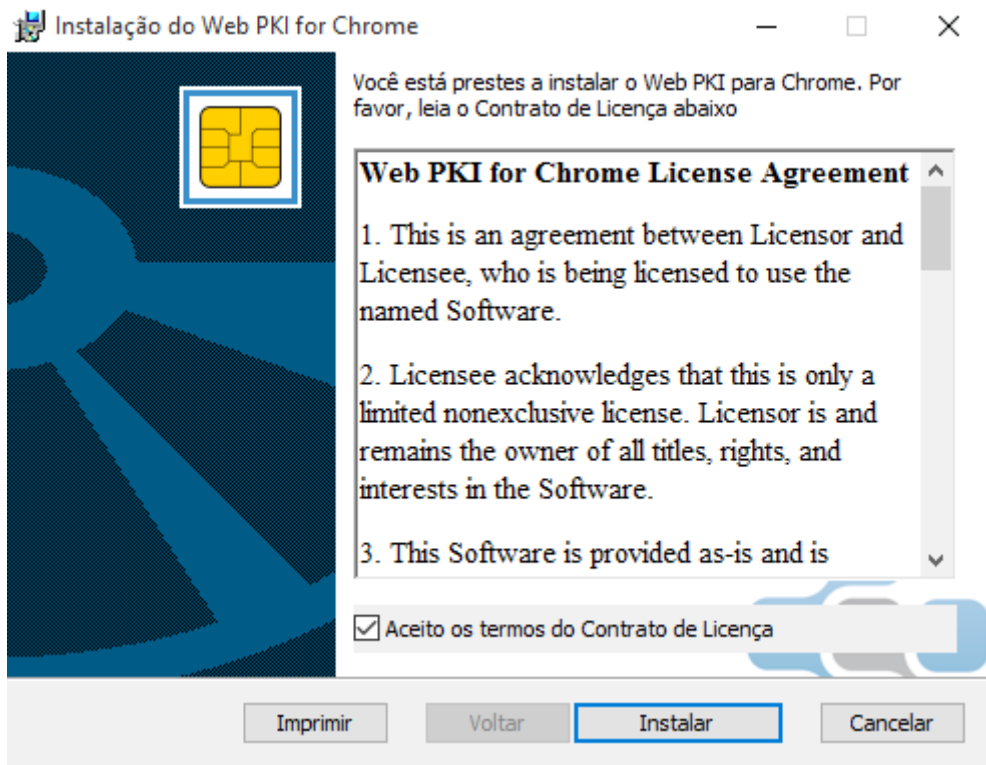 Instalação do Web PKI for Chrome
Você está prestes a instalar o Web PKI para Chrome. Por
favor, leia o Contrato de Licença abaixo
Web PKI for Chrome License Agreement
1. This is an agreement between Licensor and
Licensee, who is being licensed to use the
named Software.
2. Licensee acknowledges that this is only a
limited nonexclusive license. Licensor is and
remains the owner of all titles, rights, and
interests in the Software.
3. This Software is provided as-is and is
Aceito os termos do Contrato de Licença
Imprimir Voltar Instalar Cancelar